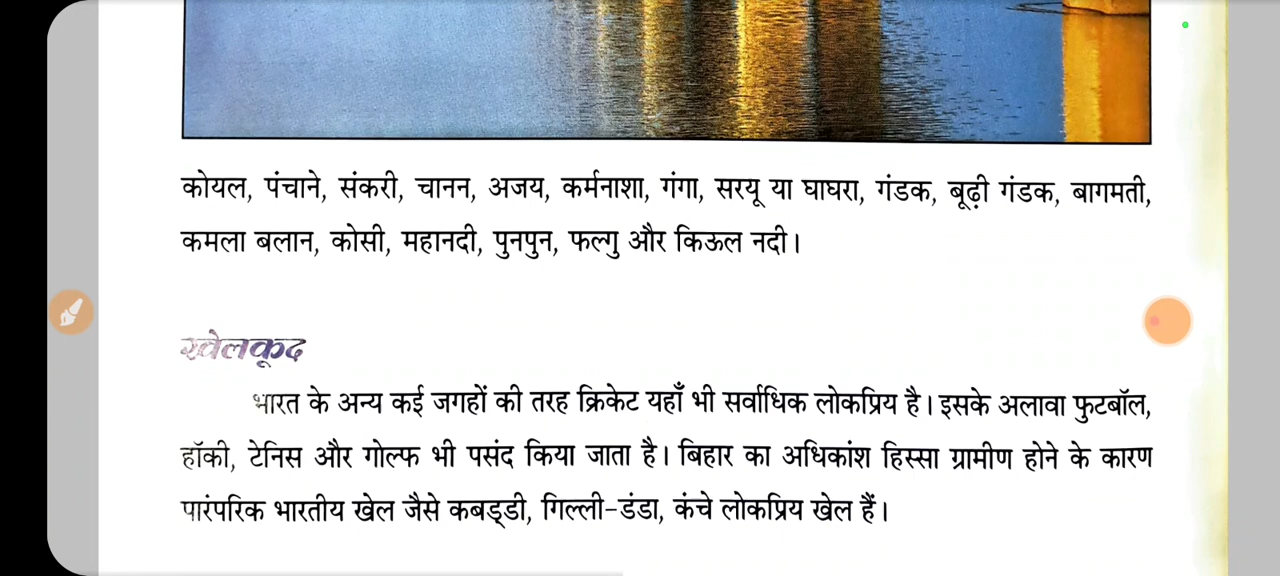 कोयल, पंचाने, संकरी, चानन, अजय, कर्मनाशा, गंगा, सरयू या घाघरा, गंडक, बूढ़ी गंडक, बागमती,
कमला बलान, कोसी, महानदी, पुनपुन, फल्गु और किऊल नदी।
खेलकूद
भारत के अन्य कई जगहों की तरह क्रिकेट यहाँ भी सर्वाधिक लोकप्रिय है। इसके अलावा फुटबॉल,
हॉकी, टेनिस और गोल्फ भी पसंद किया जाता है। बिहार का अधिकांश हिस्सा ग्रामीण होने के कारण
पारंपरिक भारतीय खेल जैसे कबड्डी, गिल्ली-डंडा, कंचे लोकप्रिय खेल हैं।